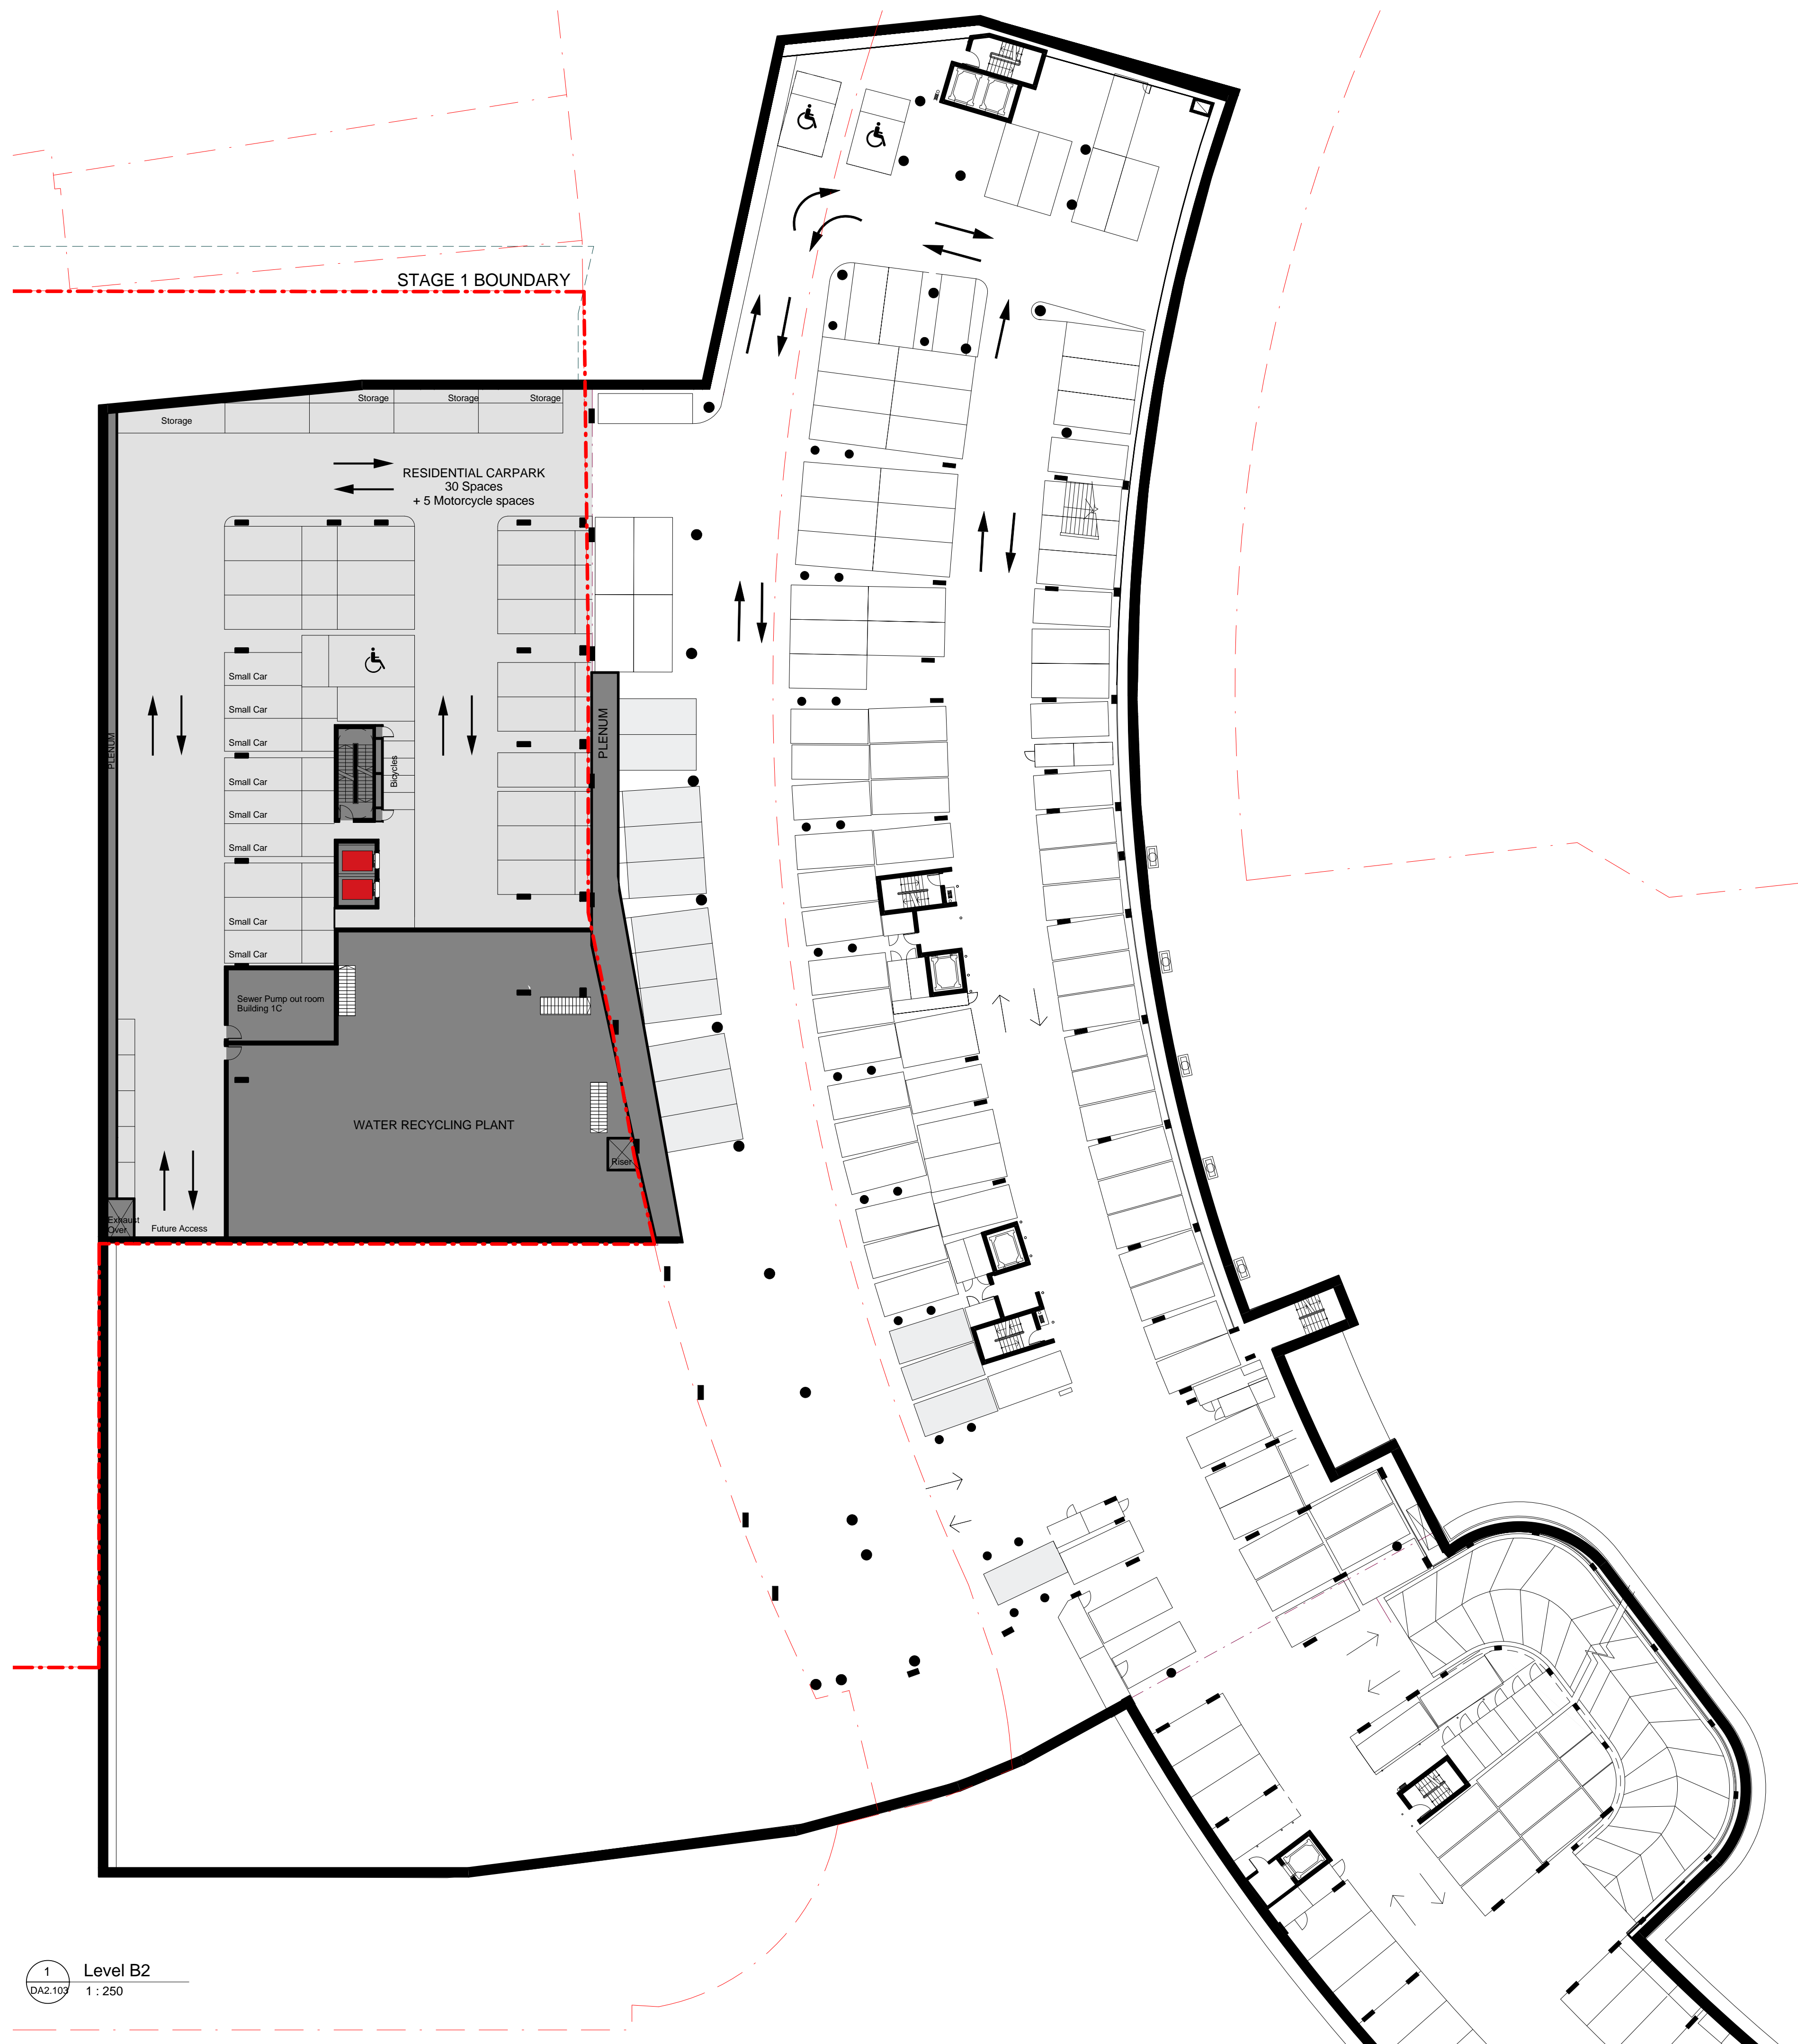 STAGE 1 BOUNDARY
Storage
Storage
Storage
Storage
RESIDENTIAL CARPARK
30 Spaces
+ 5 Motorcycle spaces
Small Car
Small Car
Small Car
PLENUM
PLENUM
Bicycles
Small Car
Small Car
Small Car
Small Car
Small Car
Sewer Pump out room
Building 1C
WATER RECYCLING PLANT
Riser
Exhaust
Over
Future Access
1
DA2.103
Level B2
1 : 250